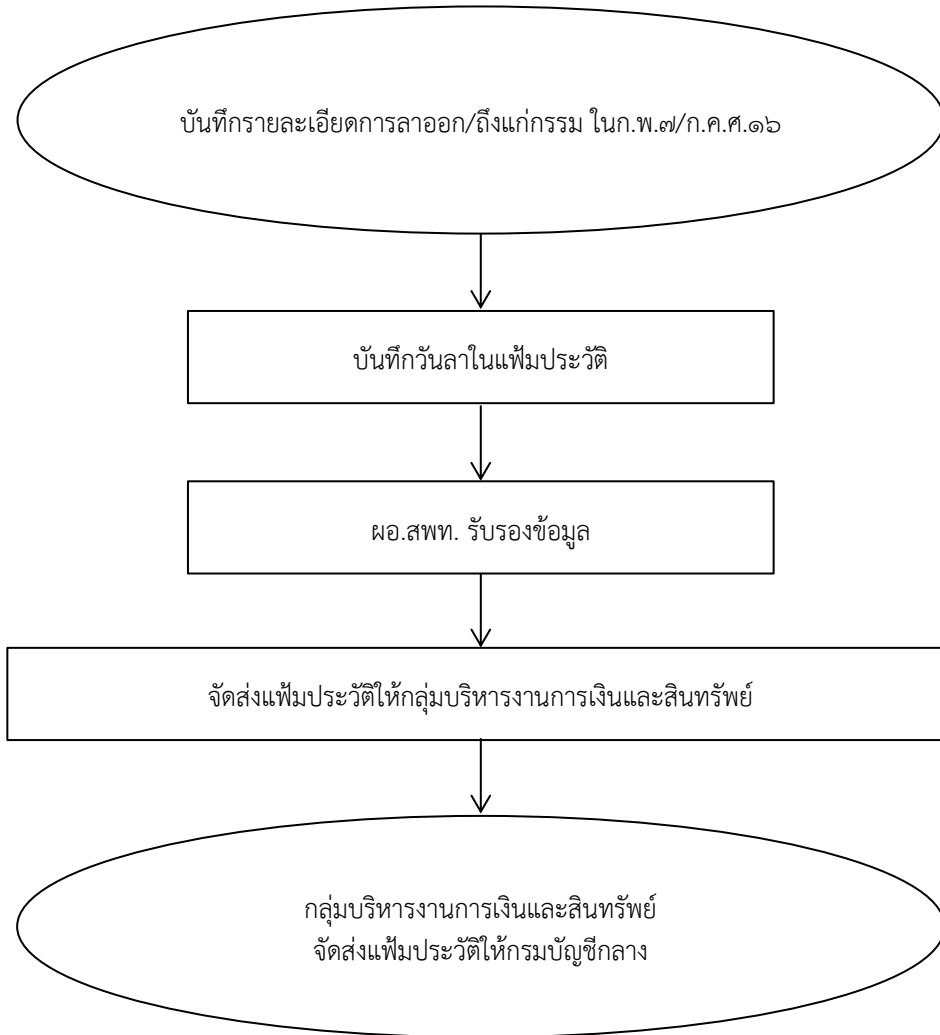 บันทึกรายละเอียดการลาออก/ถึงแก่กรรม ในก.พ.๗/ก.ค.ศ.๑๖
บันทึกวันลาในแฟ้มประวัติ
ผอ.สพท. รับรองข้อมูล
จัดส่งแฟ้มประวัติให้กลุ่มบริหารงานการเงินและสินทรัพย์
กลุ่มบริหารงานการเงินและสินทรัพย์
จัดส่งแฟ้มประวัติให้กรมบัญชีกลาง